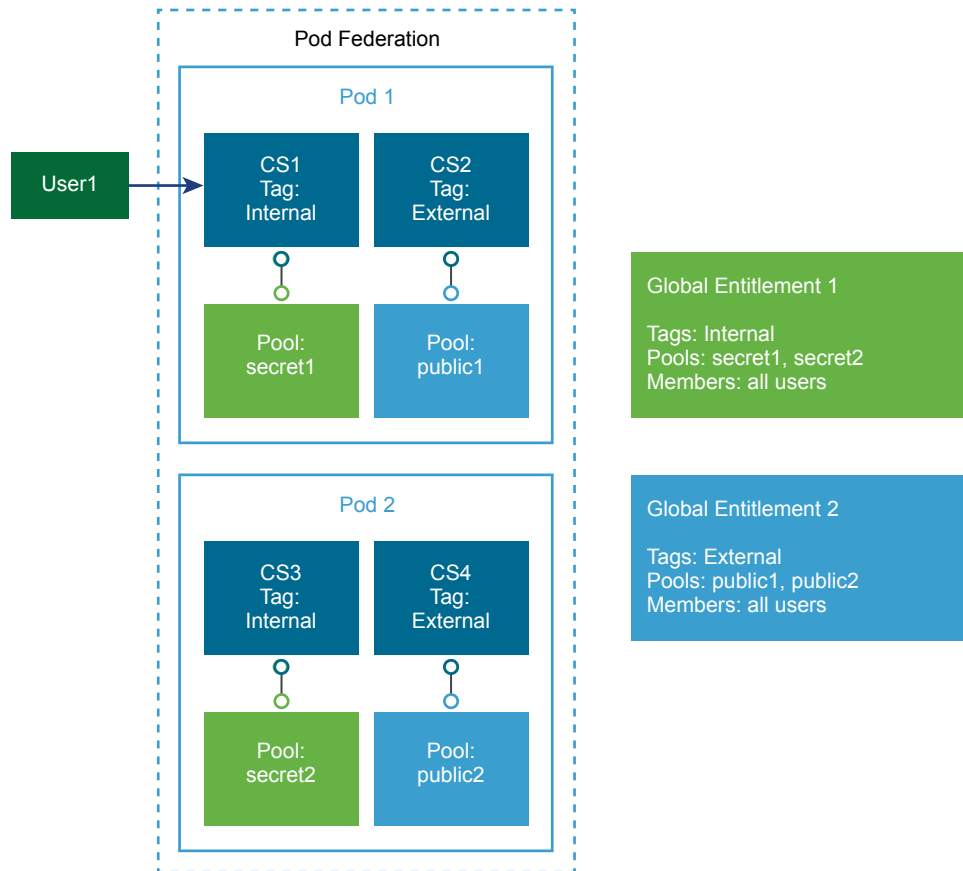 Pod Federation
Pod 1
User1
CS1
Tag:
Internal
CS2
Tag:
External
Pool:
secret1
Pool:
public1
Global Entitlement 1
Tags: Internal
Pools: secret1, secret2
Members: all users
Pod 2
CS3
Tag:
Internal
CS4
Tag:
External
Pool:
secret2
Pool:
public2
Global Entitlement 2
Tags: External
Pools: public1, public2
Members: all users